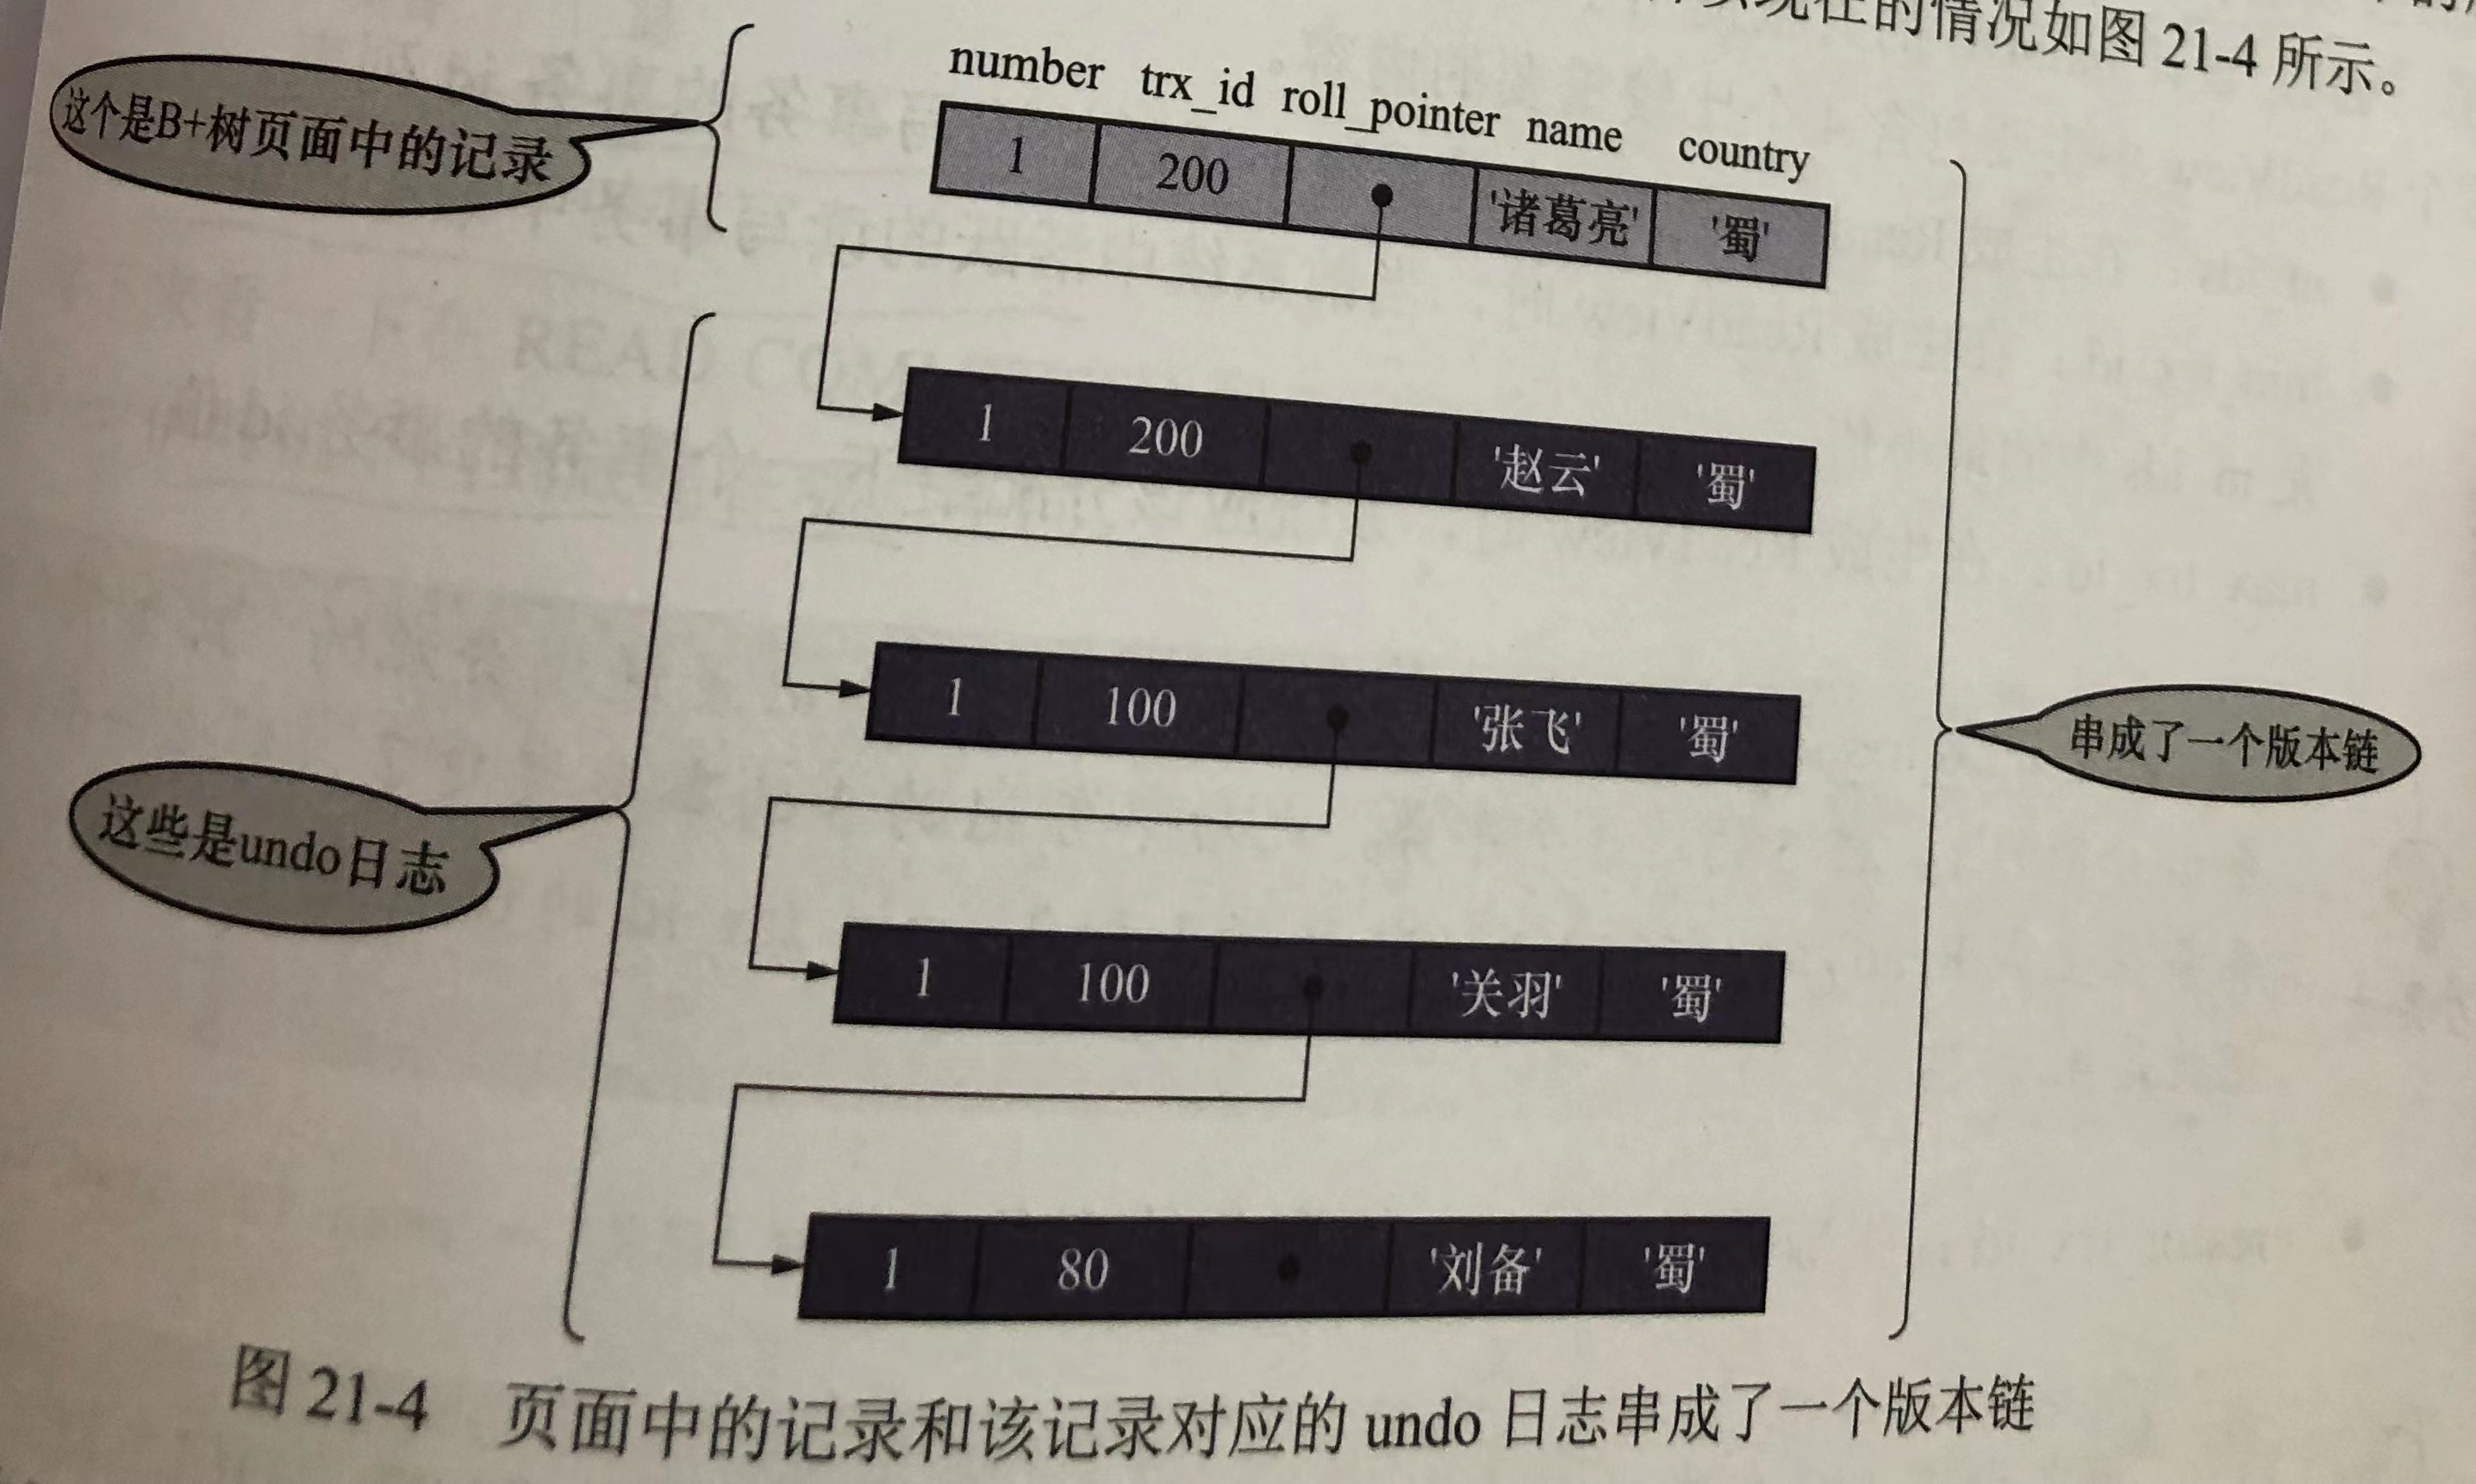 现在的情况如图 21-4 所示。
number trx_id roll_pointer name country
这个是B+树页面中的记录
1 200 '诸葛亮' '蜀'
1 200 '赵云' '蜀'
1 100 '张飞' '蜀'
串成了一个版本链
这些是undo日志
1 100 '关羽' '蜀'
1 80 '刘备' '蜀'
图 21-4 页面中的记录和该记录对应的 undo 日志串成了一个版本链